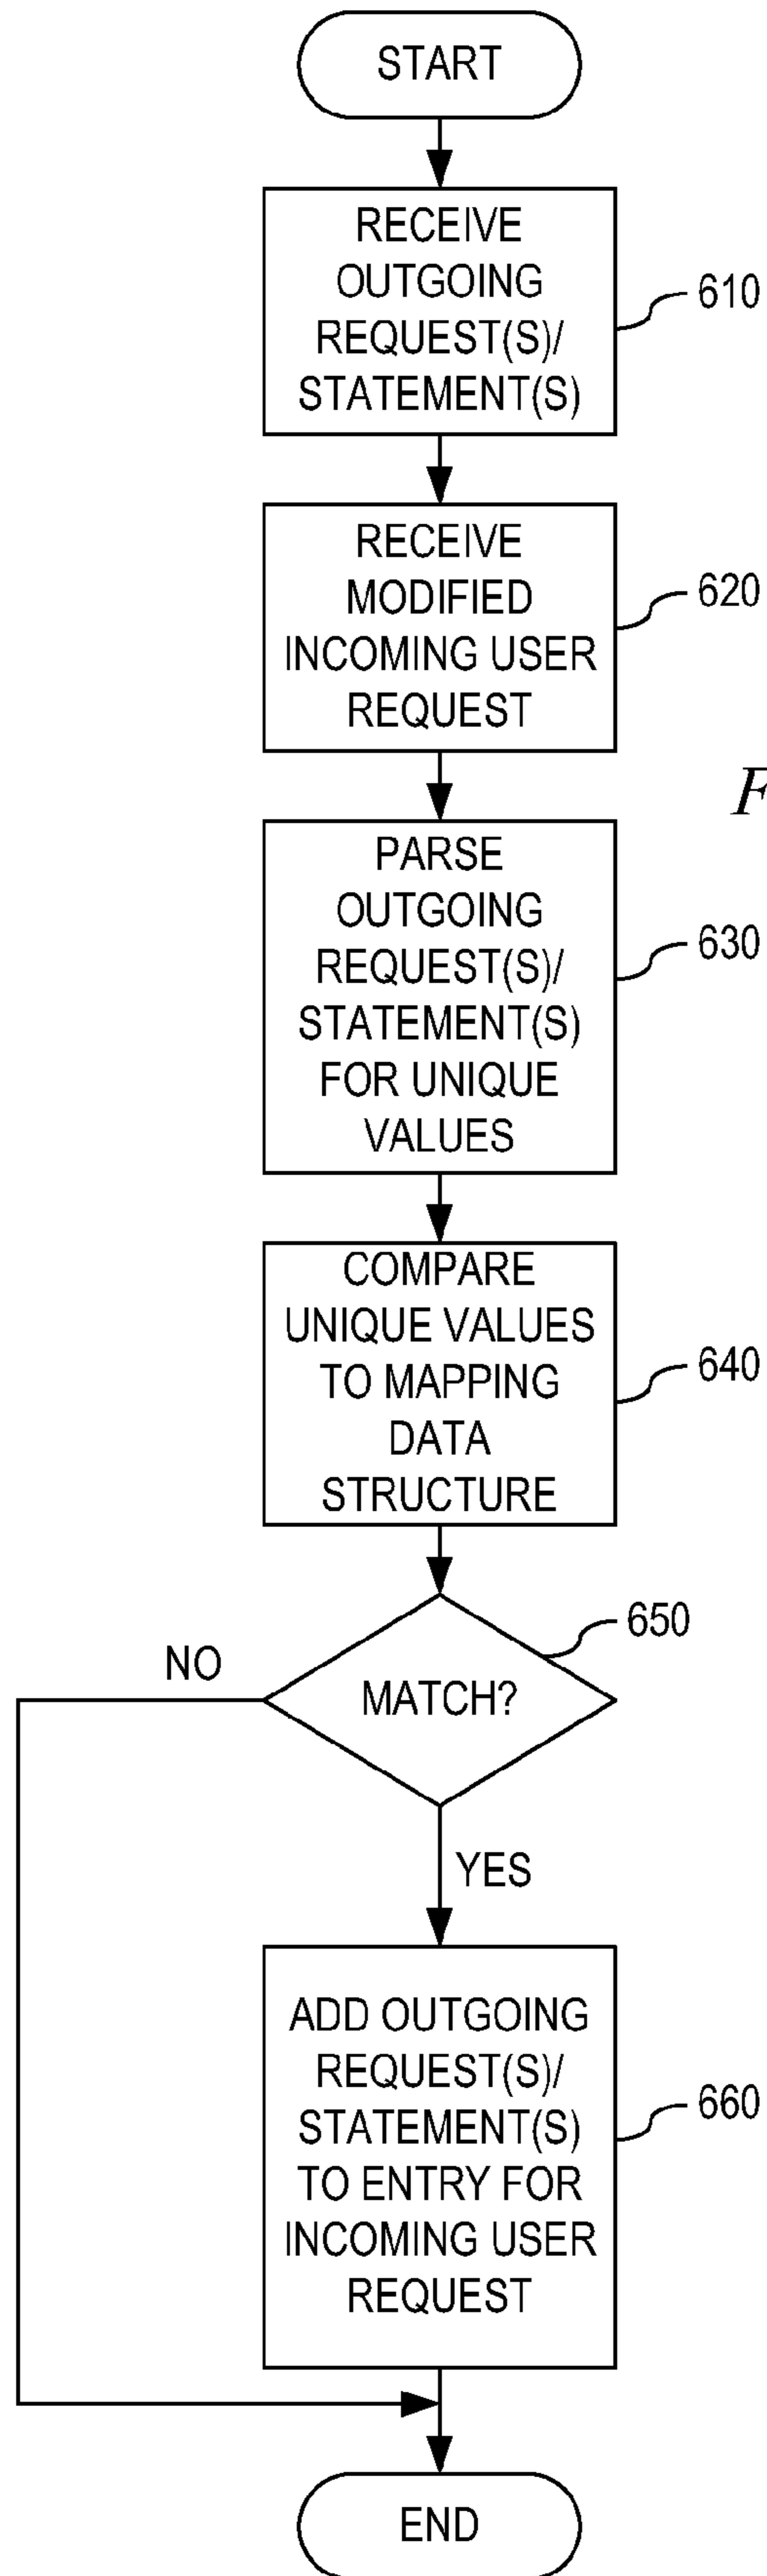 START
RECEIVE
OUTGOING
REQUEST(S)/
STATEMENT(S)
610
RECEIVE
MODIFIED
INCOMING USER
REQUEST
620
F
PARSE
OUTGOING
REQUEST(S)/
STATEMENT(S)
FOR UNIQUE
VALUES
630
COMPARE
UNIQUE VALUES
TO MAPPING
DATA
STRUCTURE
640
650
NO
MATCH?
YES
ADD OUTGOING
REQUEST(S)/
STATEMENT(S)
TO ENTRY FOR
INCOMING USER
REQUEST
660
END